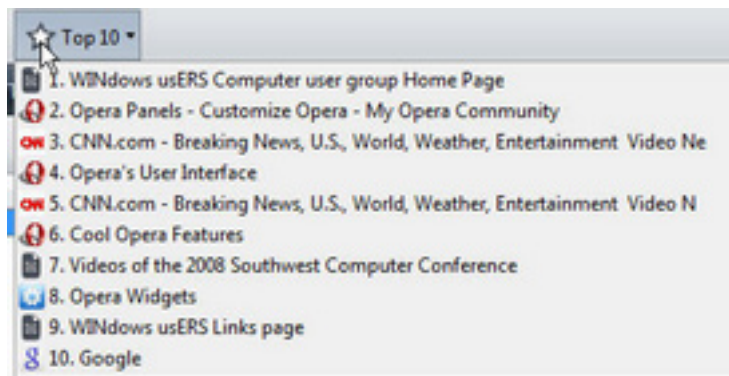 Top 10
1. WINdows usERS Computer user group Home Page
2. Opera Panels - Customize Opera - My Opera Community
3. CNN.com - Breaking News, U.S., World, Weather, Entertainment  Video Ne
4. Opera's User Interface
5. CNN.com - Breaking News, U.S., World, Weather, Entertainment  Video N
6. Cool Opera Features
7. Videos of the 2008 Southwest Computer Conference
8. Opera Widgets
9. WINdows usERS Links page
10. Google